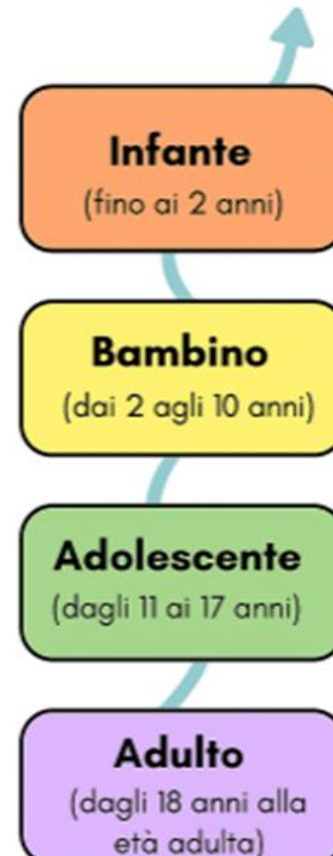 Infante
(fino ai 2 anni)
Bambino
(dai 2 agli 10 anni)
Adolescente
(dagli 11 ai 17 anni)
Adulto
(dagli 18 anni alla
età adulta)